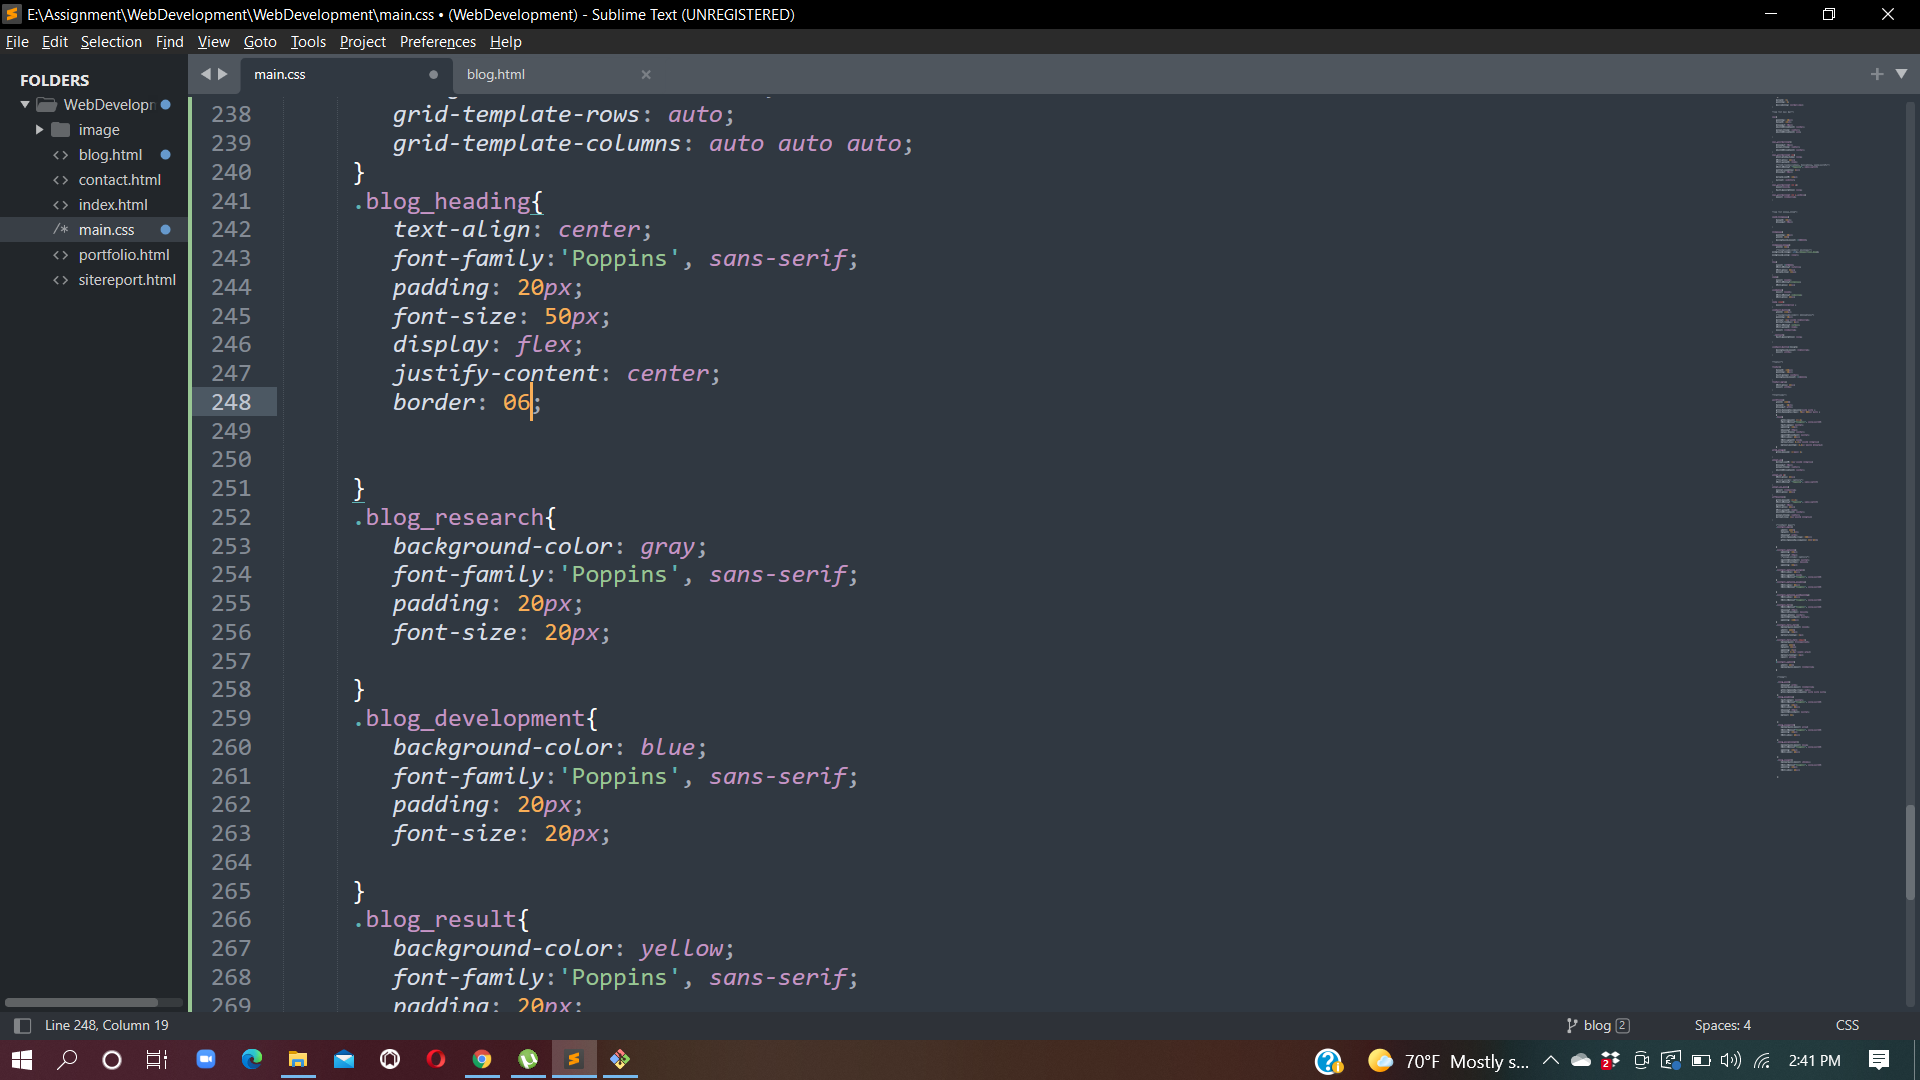 E:\Assignment\WebDevelopment\WebDevelopment\main.css • (WebDevelopment) - Sublime Text (UNREGISTERED)
File Edit Selection Find View Goto Tools Project Preferences Help
FOLDERS
WebDevelopm
image
blog.html
contact.html
index.html
/* main.css
portfolio.html
sitereport.html
main.css
blog.html
238 grid-template-rows: auto;
239 grid-template-columns: auto auto auto;
240 }
241 .blog_heading{
242 text-align: center;
243 font-family:'Poppins', sans-serif;
244 padding: 20px;
245 font-size: 50px;
246 display: flex;
247 justify-content: center;
248 border: 06;
249
250
251 }
252 .blog_research{
253 background-color: gray;
254 font-family:'Poppins', sans-serif;
255 padding: 20px;
256 font-size: 20px;
257
258 }
259 .blog_development{
260 background-color: blue;
261 font-family:'Poppins', sans-serif;
262 padding: 20px;
263 font-size: 20px;
264
265 }
266 .blog_result{
267 background-color: yellow;
268 font-family:'Poppins', sans-serif;
269 padding: 20px;
Line 248, Column 19
blog 2
Spaces: 4
CSS
70°F Mostly s...
2:41 PM